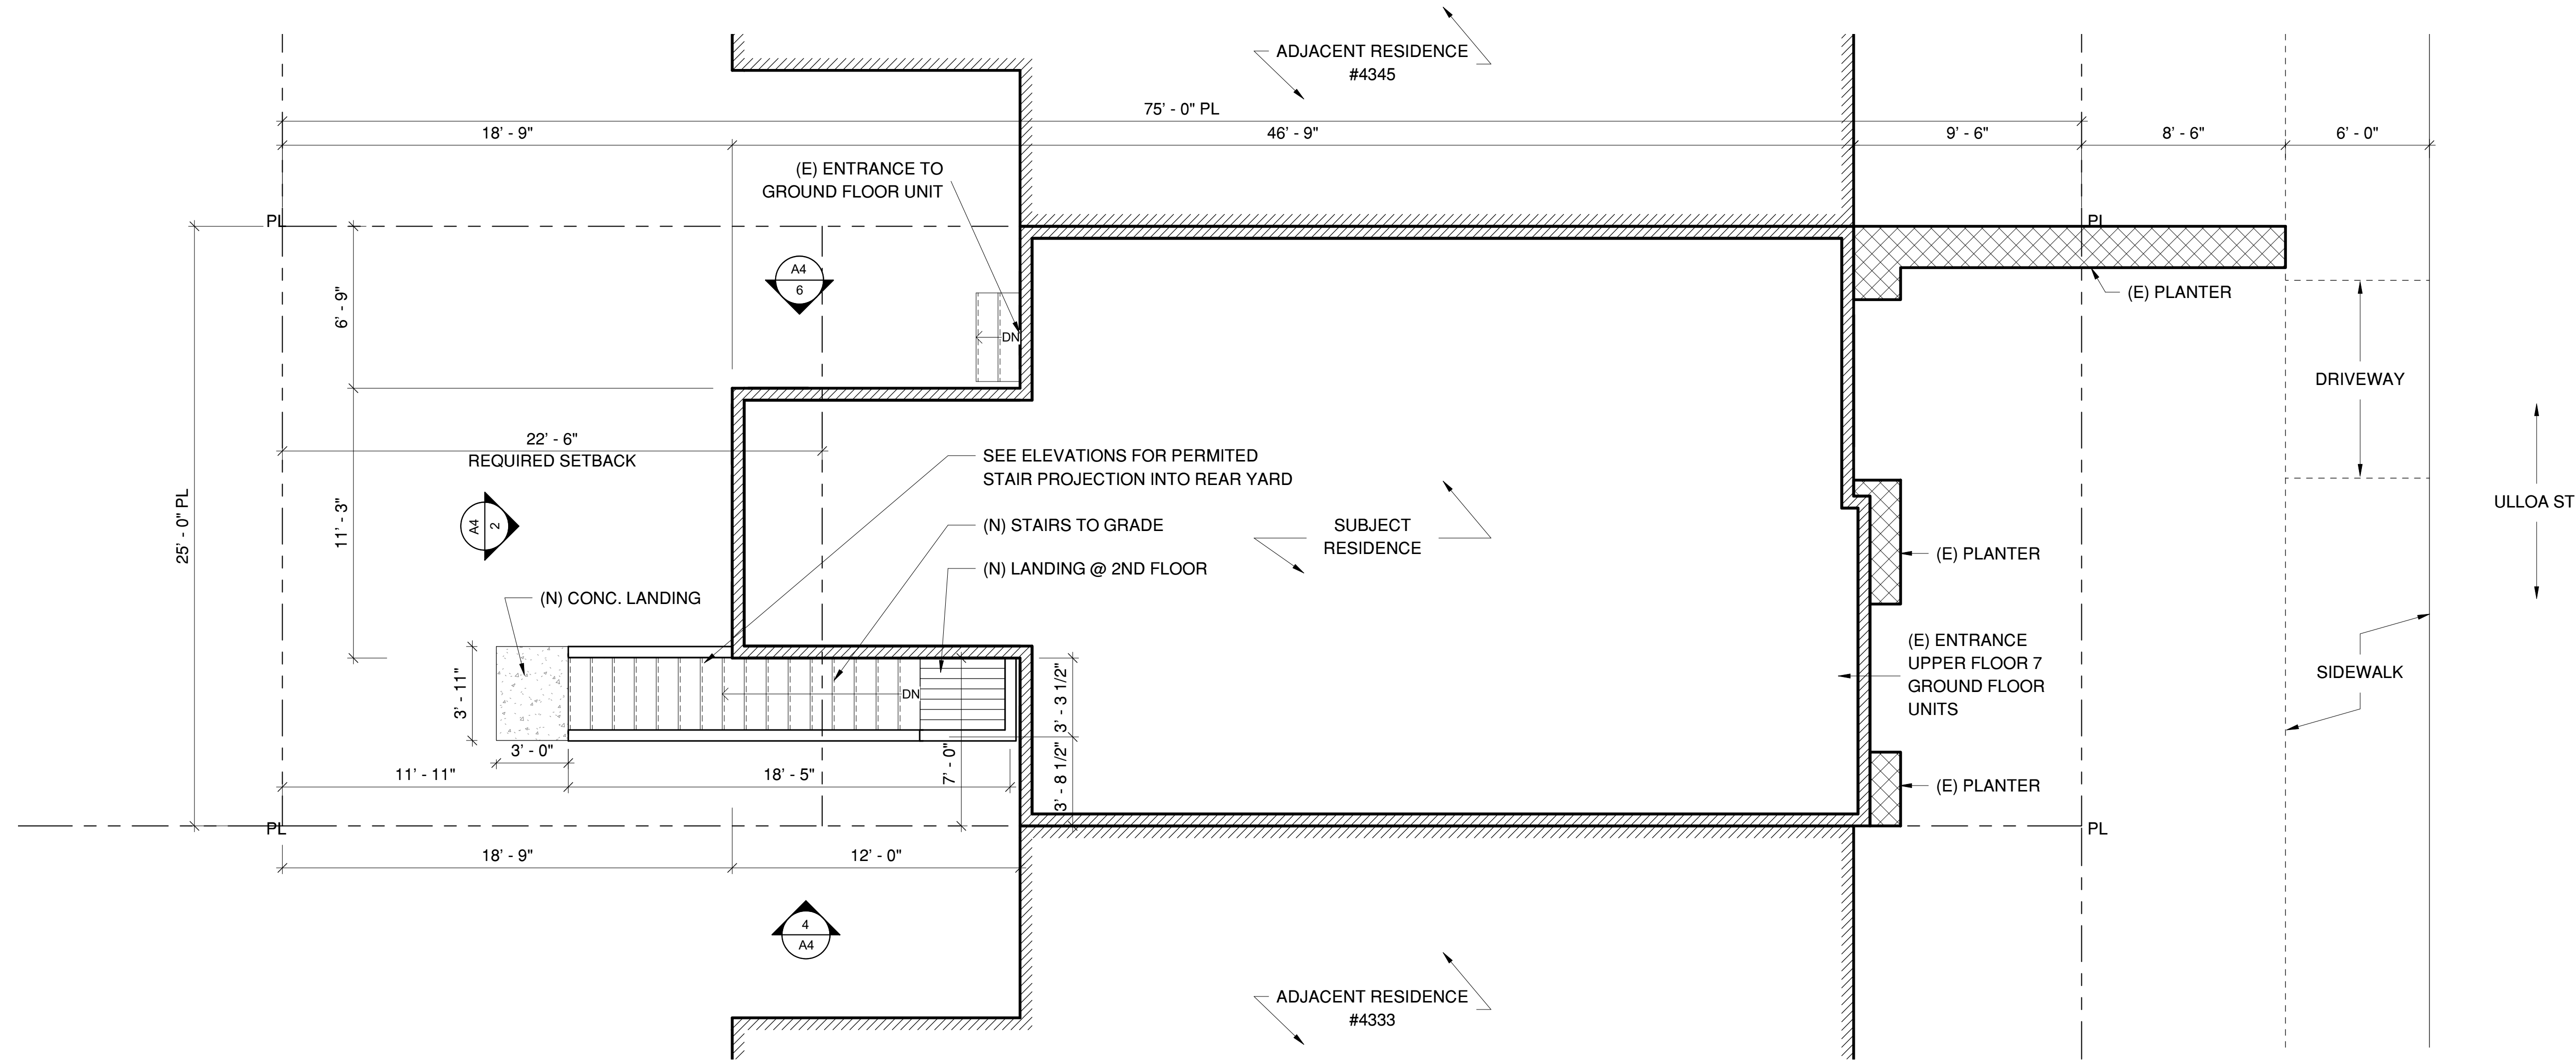 ADJACENT RESIDENCE
#4345
75' - 0" PL
18' - 9"
46' - 9"
9' - 6"
8' - 6"
6' - 0"
(E) ENTRANCE TO
GROUND FLOOR UNIT
PL
PL
A4
6
6' - 9"
DN
(E) PLANTER
DRIVEWAY
22' - 6"
REQUIRED SETBACK
SEE ELEVATIONS FOR PERMITED
STAIR PROJECTION INTO REAR YARD
ULLOA ST
25' - 0" PL
11' - 3"
A4
2
(N) STAIRS TO GRADE
SUBJECT
RESIDENCE
(N) LANDING @ 2ND FLOOR
(E) PLANTER
(N) CONC. LANDING
(E) ENTRANCE
UPPER FLOOR 7
GROUND FLOOR
UNITS
SIDEWALK
3' - 11"
DN
3' - 3 1/2"
3' - 0"
7' - 0"
3' - 8 1/2"
11' - 11"
18' - 5"
(E) PLANTER
PL
PL
18' - 9"
12' - 0"
4
A4
ADJACENT RESIDENCE
#4333